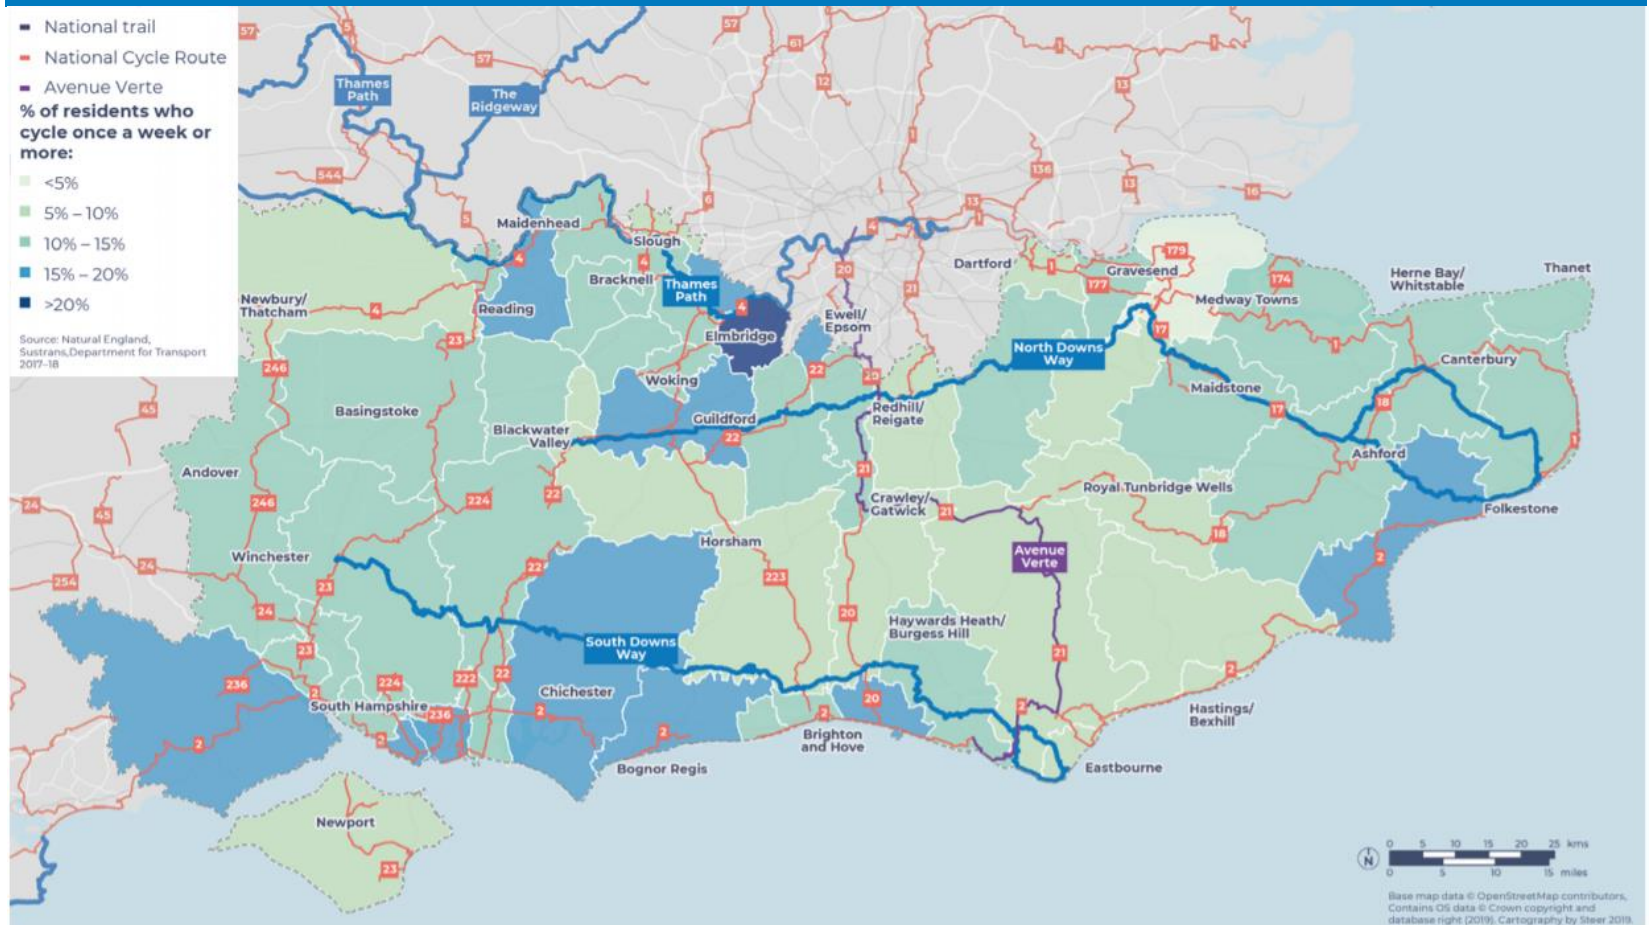 National trail
National Cycle Route
Avenue Verte
% of residents who
cycle once a week or
more:
<5%
5% – 10%
10% – 15%
15% – 20%
>20%
Source: Natural England,
Sustrans,Department for Transport
2017–18
57
5
57
57
61
1
1
12
13
Thames
Path
The
Ridgeway
1
136
544
5
6
13
13
1
16
Maidenhead
Slough
4
4
4
20
21
Dartford
1
179
Gravesend
177
174
Herne Bay/
Whitstable
Thanet
Bracknell
Thames
Path
4
Newbury/
Thatcham
4
Reading
Elmbridge
Ewell/
Epsom
Medway Towns
17
1
23
246
North Downs
Way
Canterbury
22
20
Woking
Maidstone
45
Basingstoke
Guildford
Redhill/
Reigate
17
18
1
Blackwater
Valley
22
Ashford
Andover
21
Royal Tunbridge Wells
24
45
246
224
22
Crawley/
Gatwick
21
Folkestone
18
Horsham
Winchester
24
22
Avenue
Verte
2
254
23
223
24
20
Haywards Heath/
Burgess Hill
23
South Downs
Way
21
2
236
2
224
222
22
Chichester
20
South Hampshire
236
2
2
2
2
Hastings/
Bexhill
2
2
Brighton
and Hove
Bognor Regis
Eastbourne
Newport
23
0 5 10 15 20 25 kms
N
0 5 10 15 miles
Base map data © OpenStreetMap contributors,
Contains OS data © Crown copyright and
database right (2019). Cartography by Steer 2019.